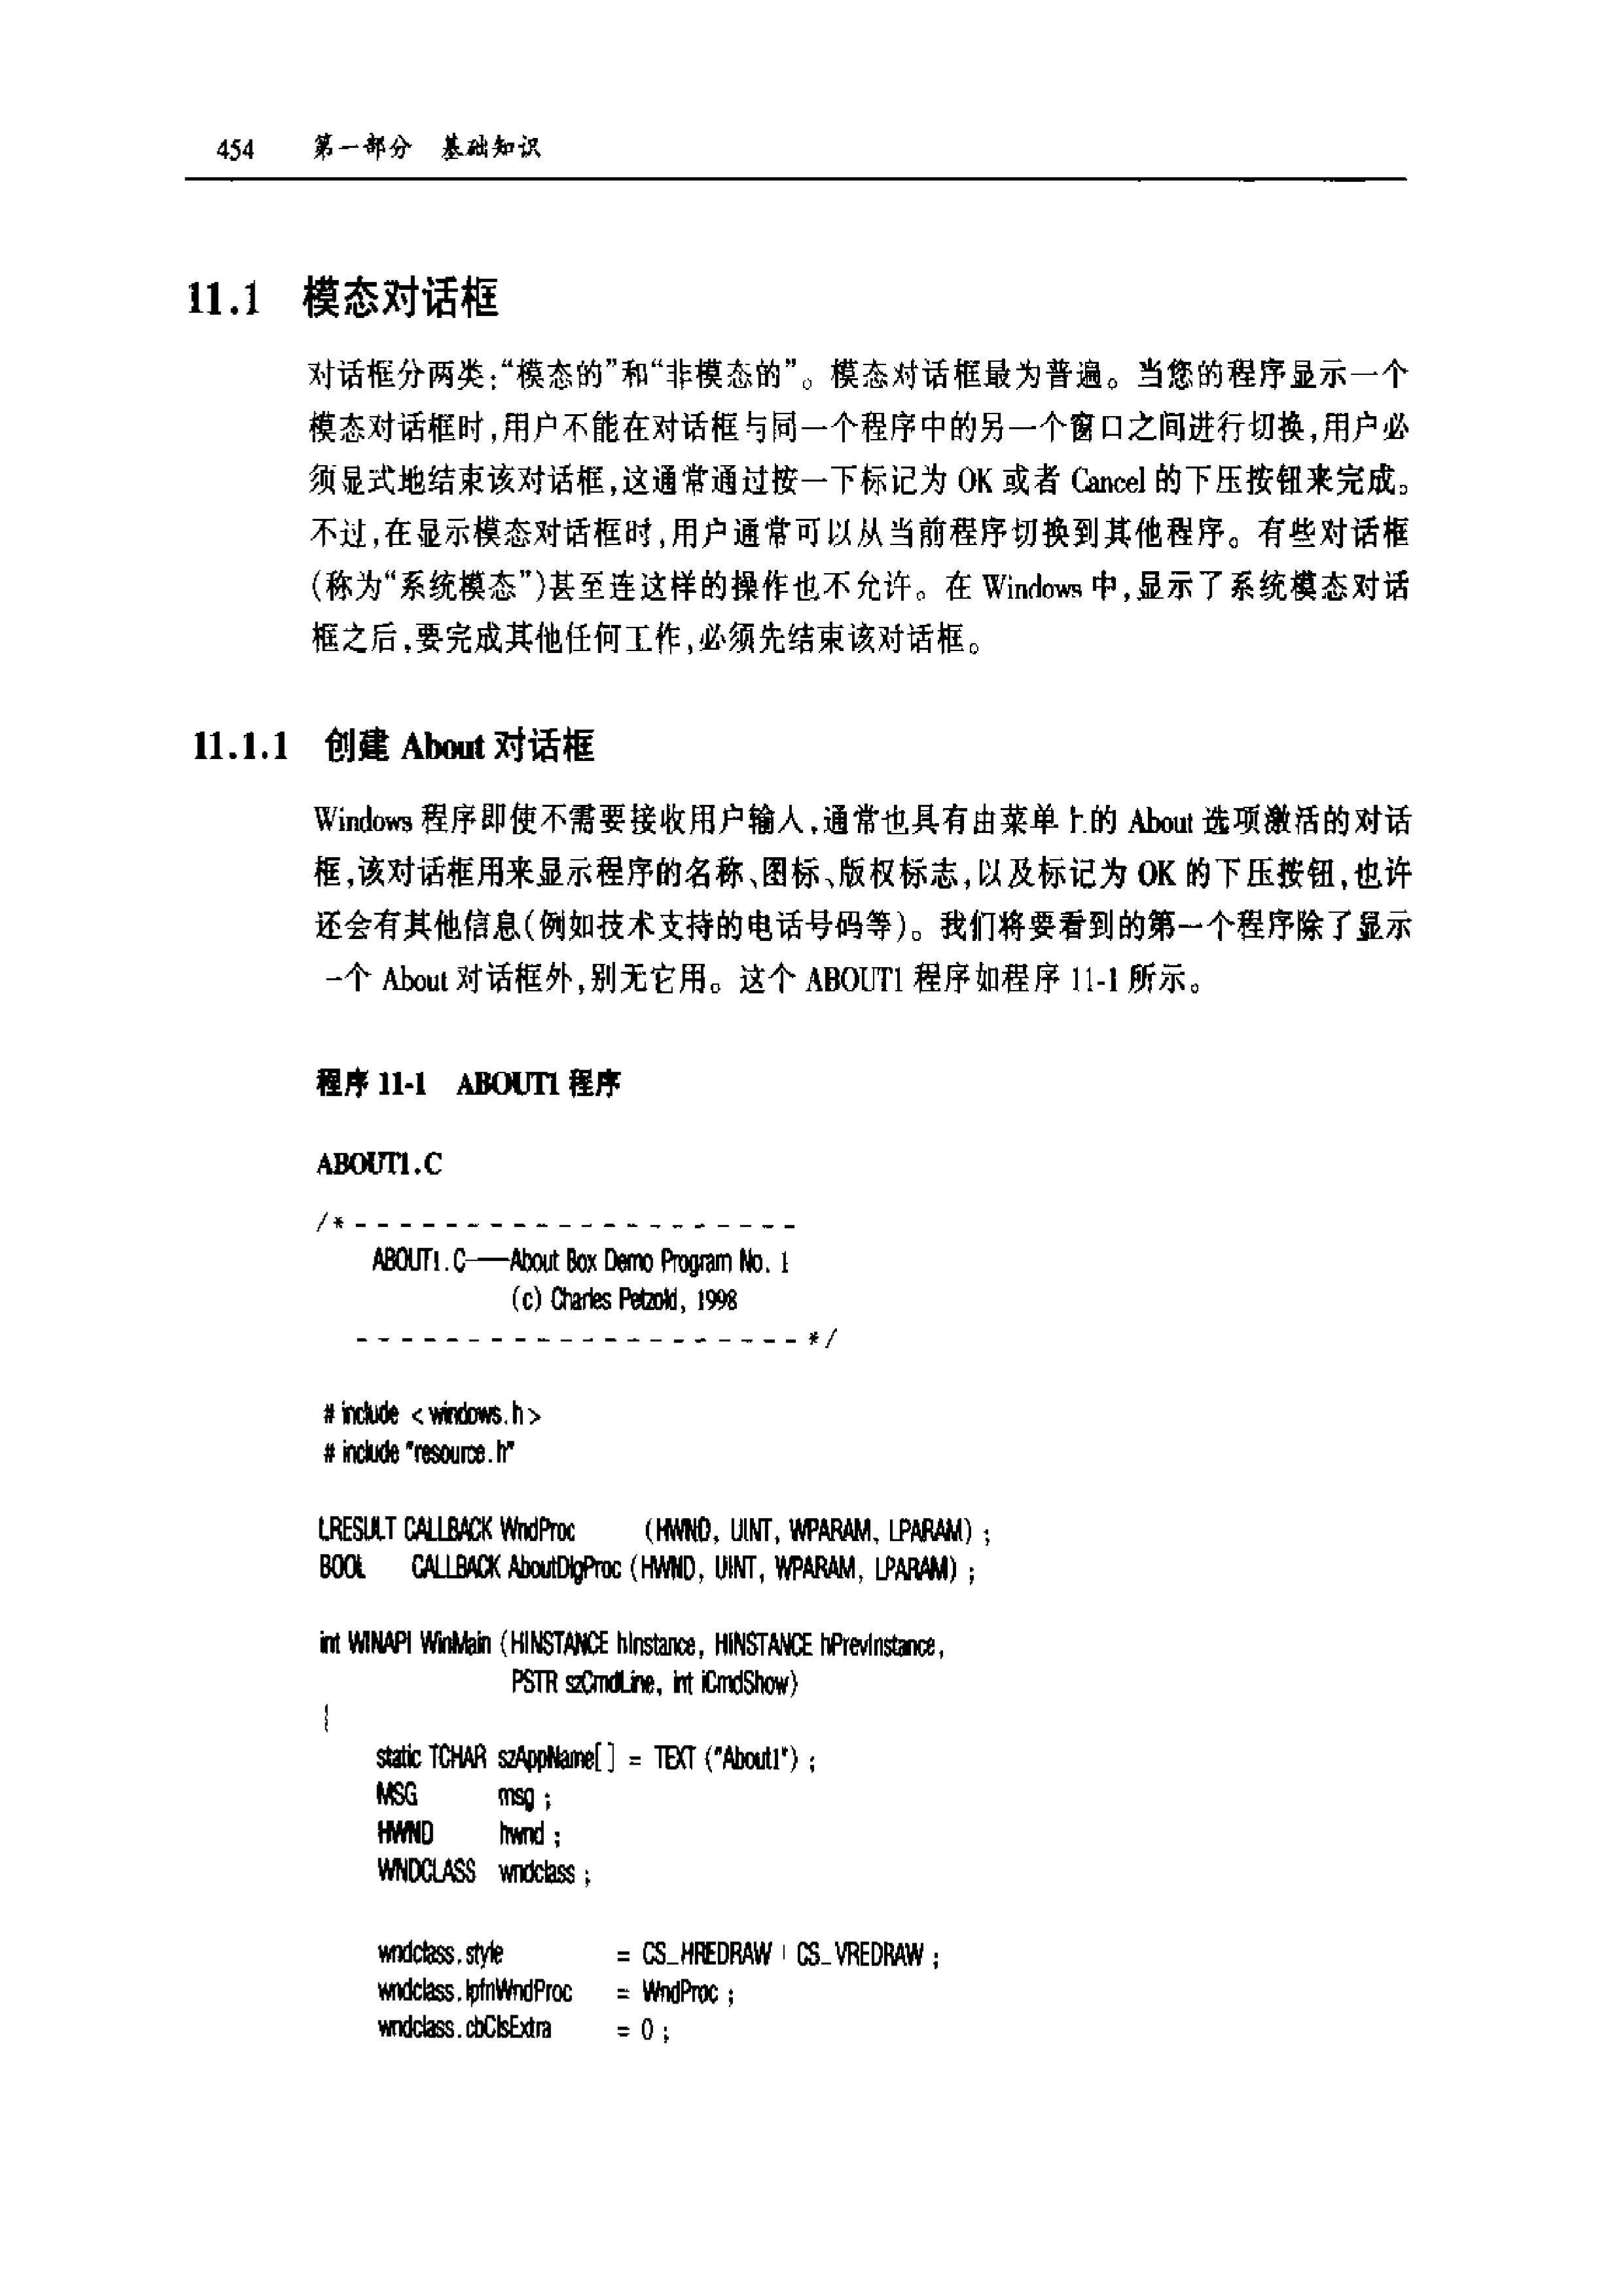 454 第一部分 基础知识
11.1 模态对话框
对话框分两类:“模态的”和“非模态的”。模态对话框最为普遍。当您的程序显示一个
模态对话框时,用户不能在对话框与同一个程序中的另一个窗口之间进行切换,用户必
须显式地结束该对话框,这通常通过按一下标记为 OK 或者 Cancel 的下压按钮来完成。
不过,在显示模态对话框时,用户通常可以从当前程序切换到其他程序。有些对话框
(称为“系统模态”)甚至连这样的操作也不允许。在 Windows 中,显示了系统模态对话
框之后,要完成其他任何工作,必须先结束该对话框。
11.1.1 创建 About 对话框
Windows 程序即使不需要接收用户输人,通常也具有由菜单上的 About 选项激活的对话
框,该对话框用来显示程序的名称、图标、版权标志,以及标记为 OK 的下压按钮,也许
还会有其他信息(例如技术支持的电话号码等)。我们将要看到的第一个程序除了显示
一个 About 对话框外,别无它用。这个 ABOUT1 程序如程序 11-1 所示。
程序 11-1 ABOUT1 程序
ABOUT1.C
/* - - - - - - - - - - - - - - - - - - - -
ABOUT1.C——About Box Demo Program No. 1
(c) Charles Petzold, 1998
- - - - - - - - - - - - - - - - - - - - */
# include < windows.h >
# include "resource.h"
LRESULT CALLBACK WndProc (HWND, UINT, WPARAM, LPARAM) ;
BOOL CALLBACK AboutDlgProc (HWND, UINT, WPARAM, LPARAM) ;
int WINAPI WinMain (HINSTANCE hInstance, HINSTANCE hPrevInstance,
PSTR szCmdLine, int iCmdShow)
{
static TCHAR szAppName[ ] = TEXT ("About1") ;
MSG msg ;
HWND hwnd ;
WNDCLASS wndclass ;
wndclass.style = CS_HREDRAW | CS_VREDRAW ;
wndclass.lpfnWndProc = WndProc ;
wndclass.cbClsExtra = 0 ;